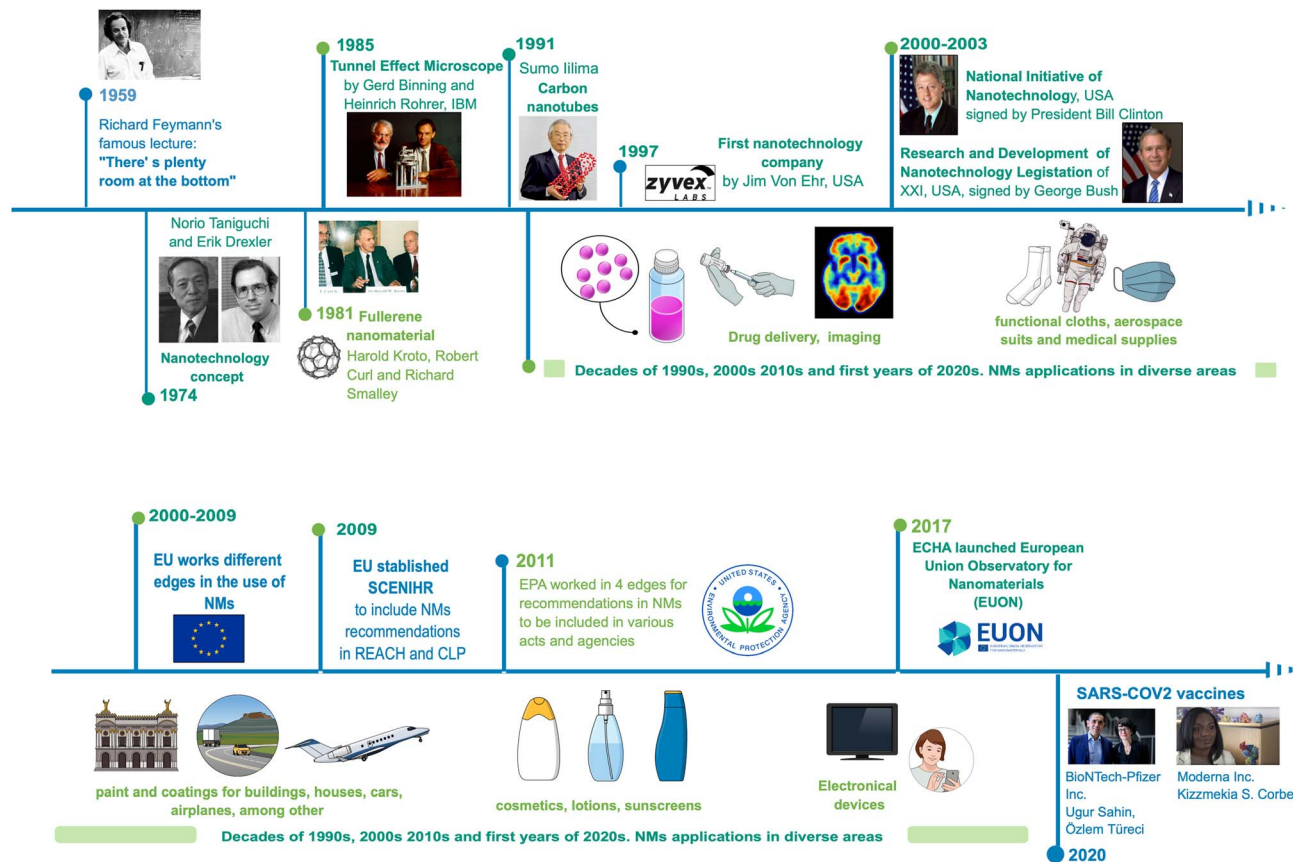 1959
Richard Feymann's
famous lecture:
"There' s plenty
room at the bottom"
1985
Tunnel Effect Microscope
by Gerd Binning and
Heinrich Rohrer, IBM
1991
Sumo Iilima
Carbon
nanotubes
1997
zyvex™
LABS
First nanotechnology
company
by Jim Von Ehr, USA
2000-2003
National Initiative of
Nanotechnology, USA
signed by President Bill Clinton
Research and Development of
Nanotechnology Legistation of
XXI, USA, signed by George Bush
Norio Taniguchi
and Erik Drexler
Nanotechnology
concept
1974
1981 Fullerene
nanomaterial
Harold Kroto, Robert
Curl and Richard
Smalley
Drug delivery, imaging
functional cloths, aerospace
suits and medical supplies
Decades of 1990s, 2000s 2010s and first years of 2020s. NMs applications in diverse areas
2000-2009
EU works different
edges in the use of
NMs
2009
EU stablished
SCENIHR
to include NMs
recommendations
in REACH and CLP
2011
EPA worked in 4 edges for
recommendations in NMs
to be included in various
acts and agencies
UNITED STATES
ENVIRONMENTAL PROTECTION AGENCY
2017
ECHA launched European
Union Observatory for
Nanomaterials
(EUON)
EUON
paint and coatings for buildings, houses, cars,
airplanes, among other
cosmetics, lotions, sunscreens
Electronical
devices
Decades of 1990s, 2000s 2010s and first years of 2020s. NMs applications in diverse areas
SARS-COV2 vaccines
BioNTech-Pfizer
Inc.
Ugur Sahin,
Özlem Türeci
Moderna Inc.
Kizzmekia S. Corbe
2020